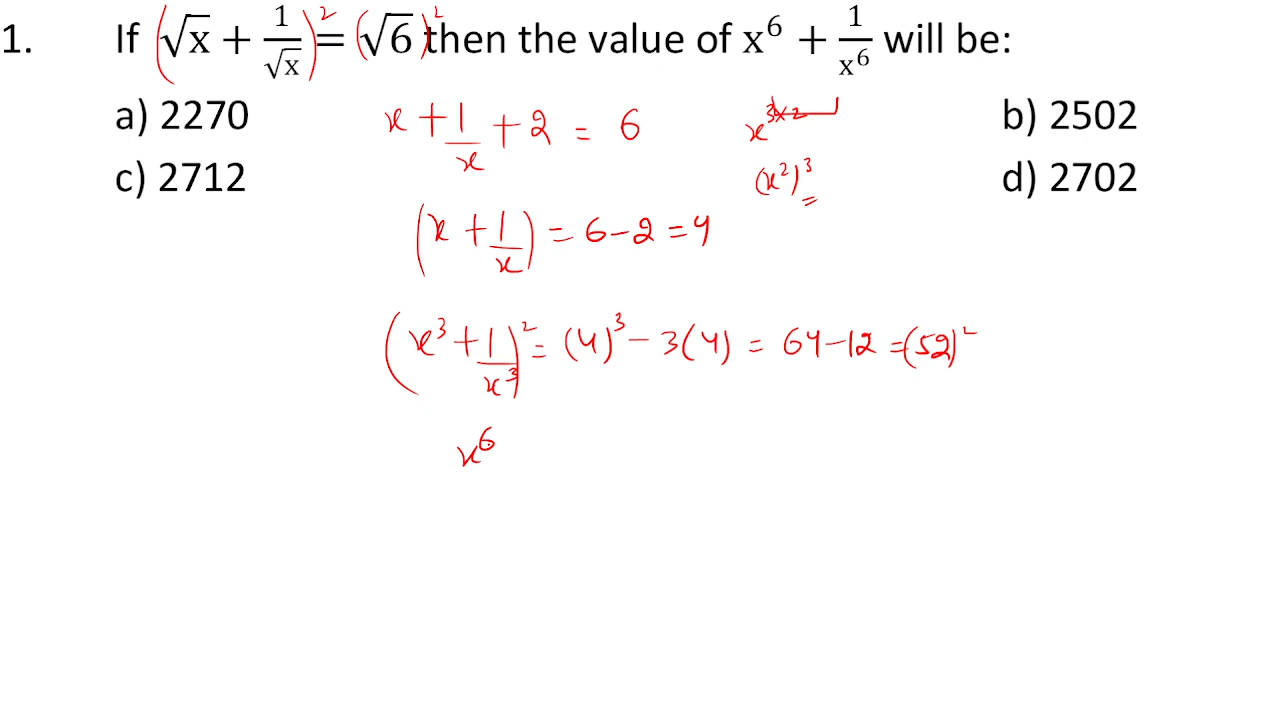 1. If (√x + 1/√x)² = (√6)² then the value of x⁶ + 1/x⁶ will be:
a) 2270 b) 2502
c) 2712 d) 2702
x + 1/x + 2 = 6
x³ˣ²
(x²)³
(x + 1/x) = 6 - 2 = 4
(x³ + 1/x³)² = (4)³ - 3(4) = 64 - 12 = (52)²
x⁶